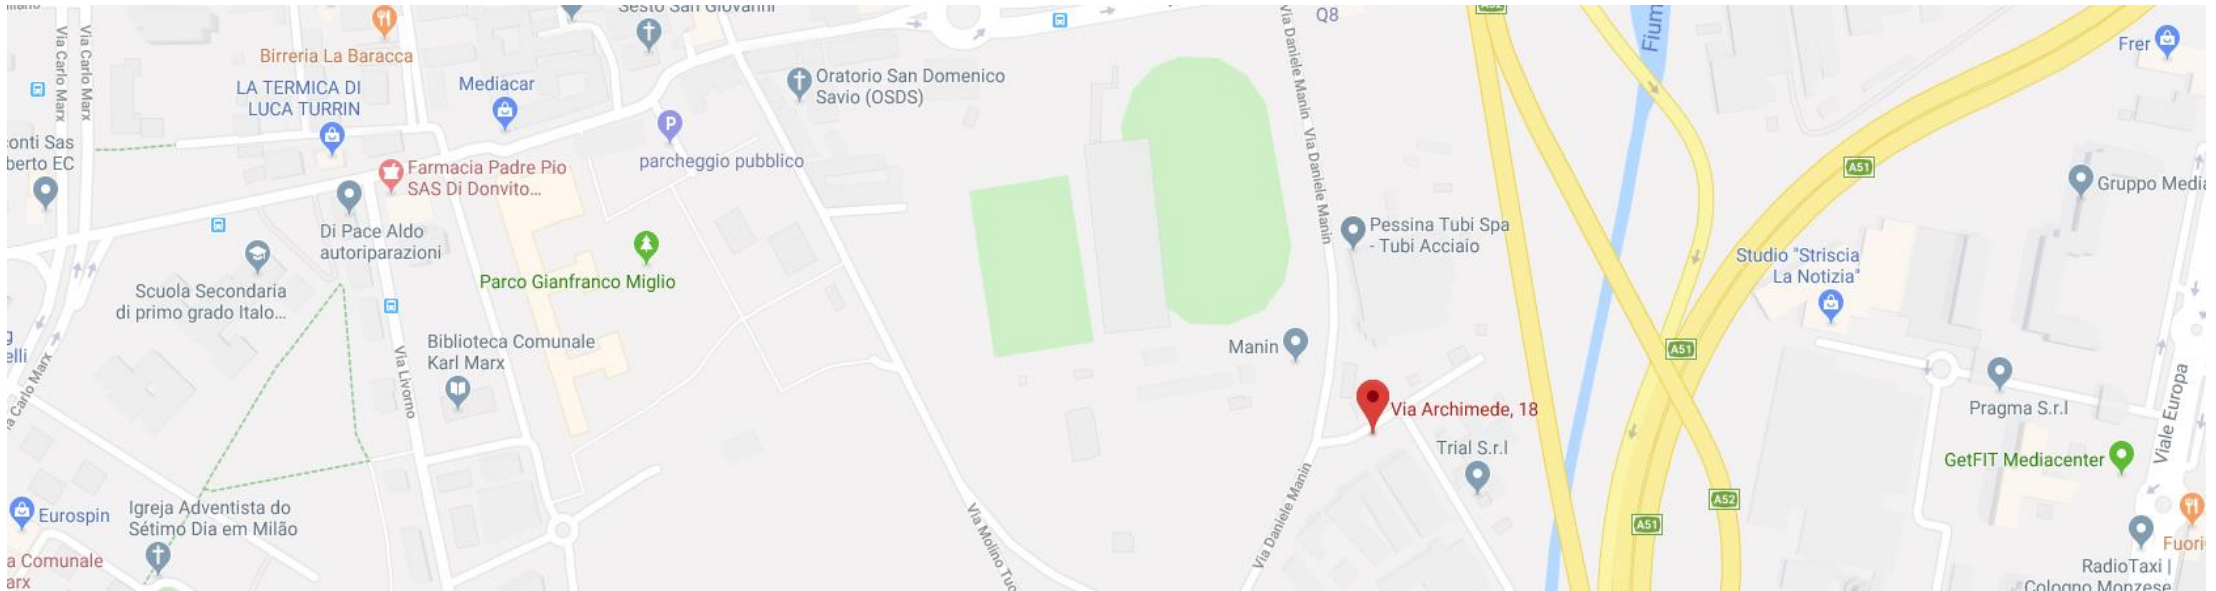 Sesto San Giovanni
Q8
Fium
Via Carlo Marx
Via Carlo Marx
Birreria La Baracca
Frer
LA TERMICA DI
LUCA TURRIN
Mediacar
Oratorio San Domenico
Savio (OSDS)
Via Daniele Manin
Via Daniele Manin
conti Sas
berto EC
parcheggio pubblico
Farmacia Padre Pio
SAS Di Donvito...
A51
Gruppo Media
Di Pace Aldo
autoriparazioni
Pessina Tubi Spa
- Tubi Acciaio
Studio "Striscia
La Notizia"
Parco Gianfranco Miglio
Scuola Secondaria
di primo grado Italo...
elli
Biblioteca Comunale
Karl Marx
Manin
A51
a Carlo Marx
Via Livorno
Via Archimede, 18
Pragma S.r.l
Viale Europa
Trial S.r.l
GetFIT Mediacenter
A52
Igreja Adventista do
Sétimo Dia em Milão
Eurospin
Via Molino Tuo
Via Daniele Manin
A51
Fuori
a Comunale
arx
RadioTaxi |
Cologno Monzese